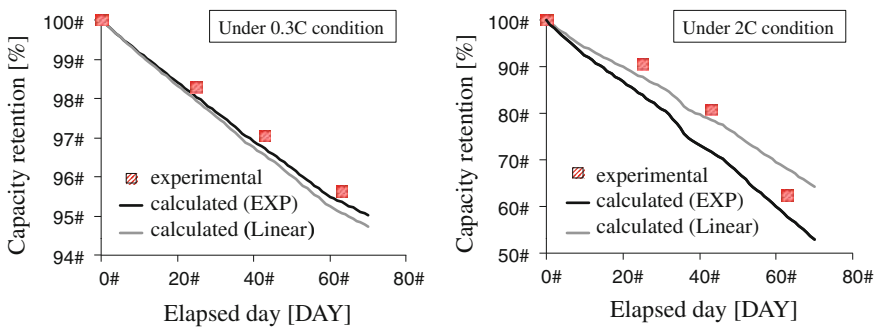 Under 0.3C condition
Capacity retention [%]
100#
99#
98#
97#
96#
95#
94#
experimental
calculated (EXP)
calculated (Linear)
0#
20#
40#
60#
80#
Elapsed day [DAY]
Under 2C condition
Capacity retention [%]
100#
90#
80#
70#
60#
50#
experimental
calculated (EXP)
calculated (Linear)
0#
20#
40#
60#
80#
Elapsed day [DAY]